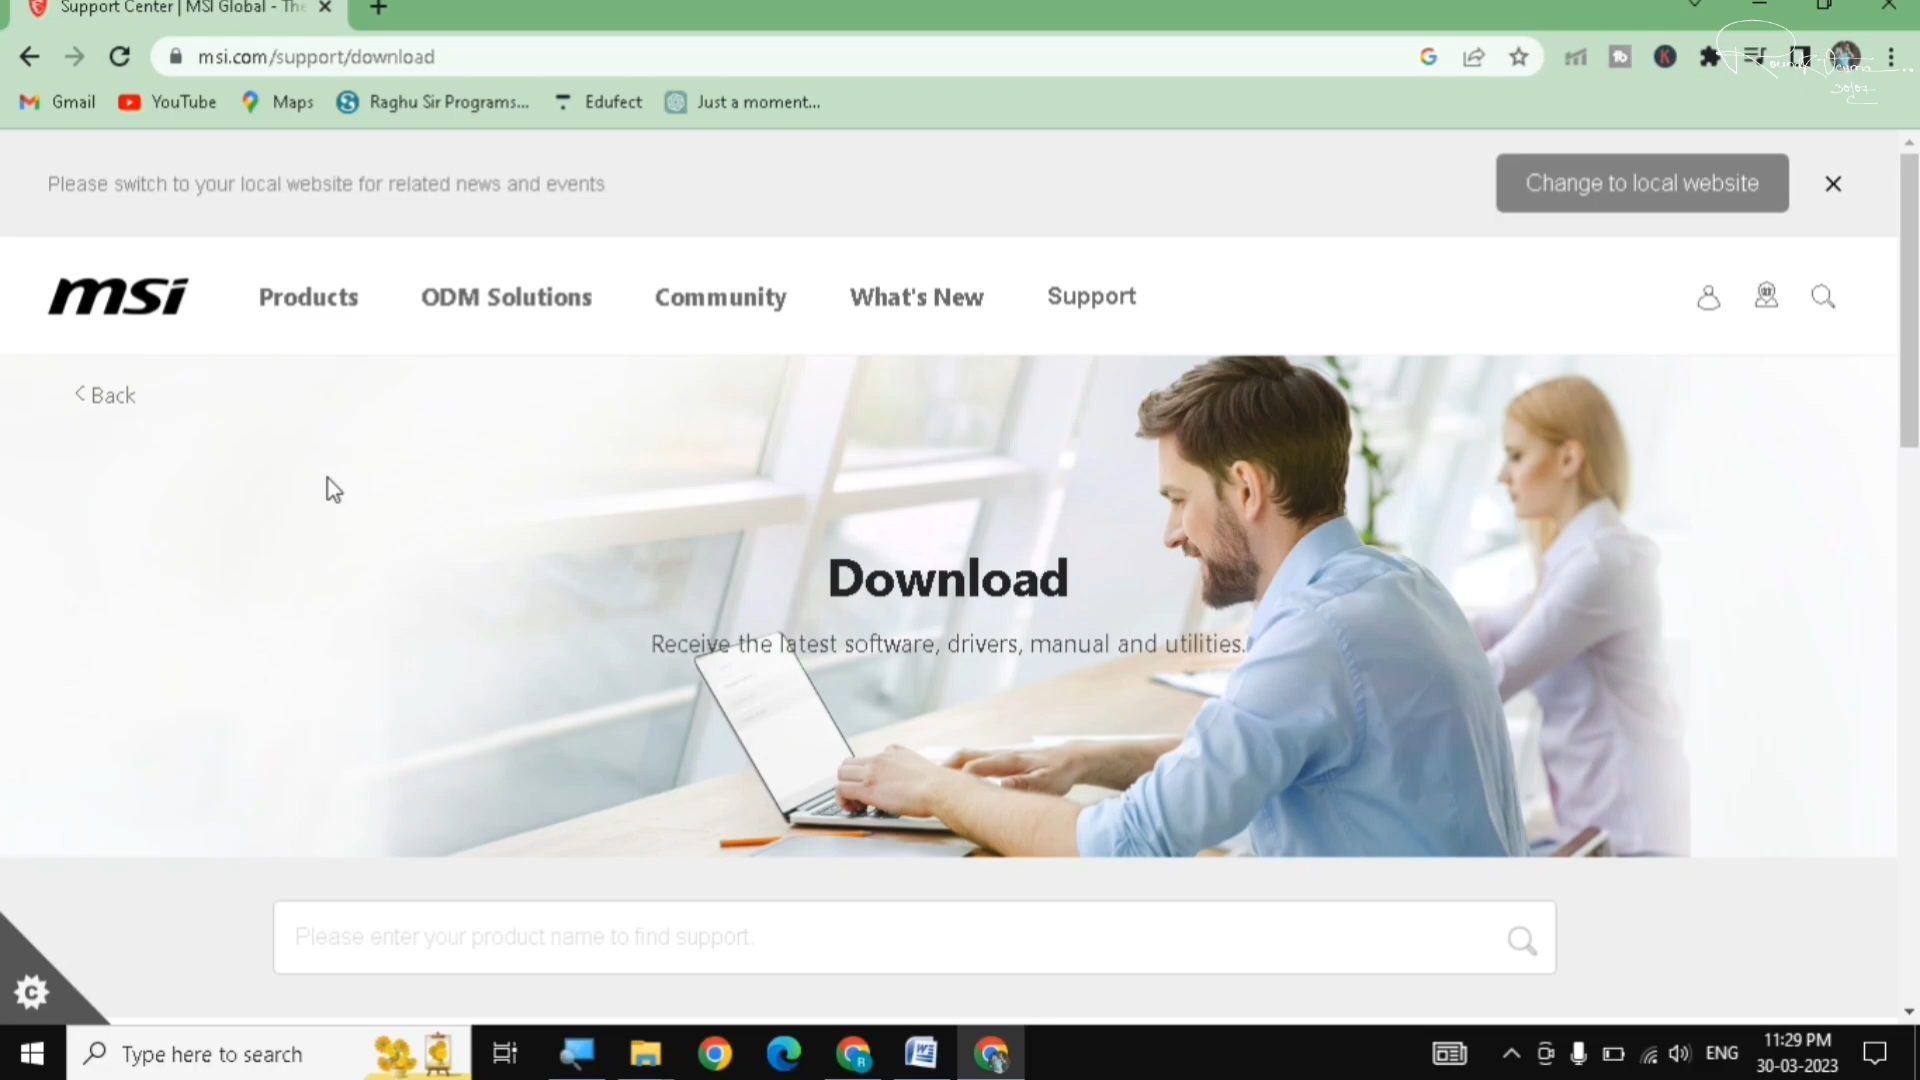 Support Center | MSI Global - The
msi.com/support/download
Gmail
YouTube
Maps
Raghu Sir Programs...
Edufect
Just a moment...
Please switch to your local website for related news and events
Change to local website
msi
Products
ODM Solutions
Community
What's New
Support
Back
Download
Receive the latest software, drivers, manual and utilities.
Please enter your product name to find support.
Type here to search
ENG
11:29 PM
30-03-2023